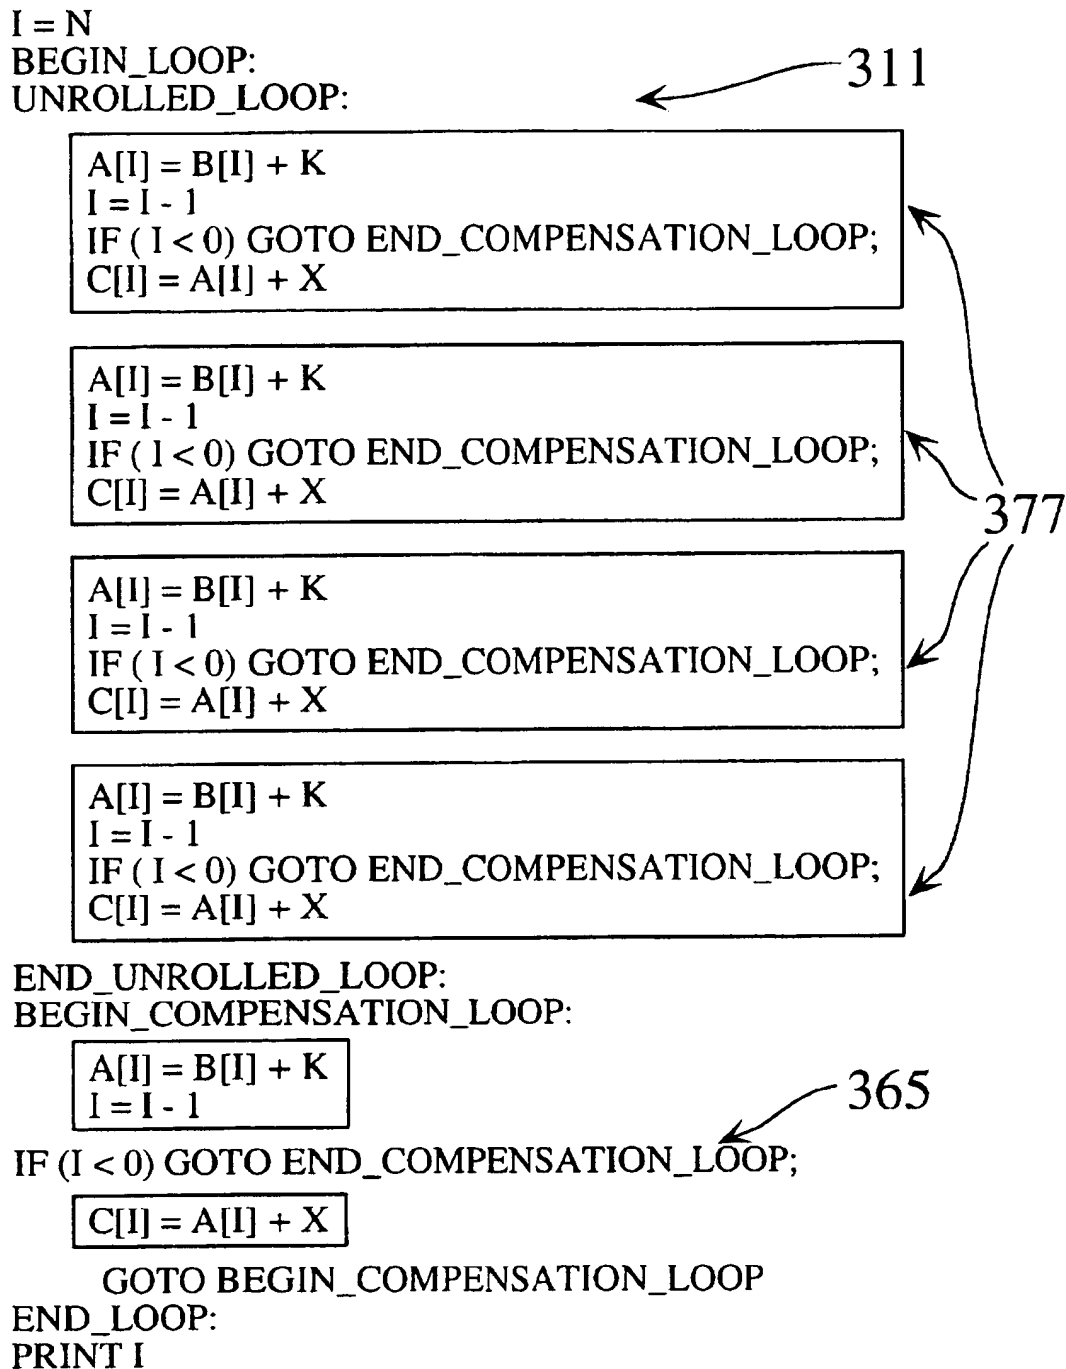 I = N
BEGIN_LOOP:
UNROLLED_LOOP:
311
A[I] = B[I] + K
I = I - 1
IF ( I < 0) GOTO END_COMPENSATION_LOOP;
C[I] = A[I] + X
A[I] = B[I] + K
I = I - 1
IF ( I < 0) GOTO END_COMPENSATION_LOOP;
C[I] = A[I] + X
377
A[I] = B[I] + K
I = I - 1
IF ( I < 0) GOTO END_COMPENSATION_LOOP;
C[I] = A[I] + X
A[I] = B[I] + K
I = I - 1
IF ( I < 0) GOTO END_COMPENSATION_LOOP;
C[I] = A[I] + X
END_UNROLLED_LOOP:
BEGIN_COMPENSATION_LOOP:
A[I] = B[I] + K
I = I - 1
365
IF (I < 0) GOTO END_COMPENSATION_LOOP;
C[I] = A[I] + X
GOTO BEGIN_COMPENSATION_LOOP
END_LOOP:
PRINT I